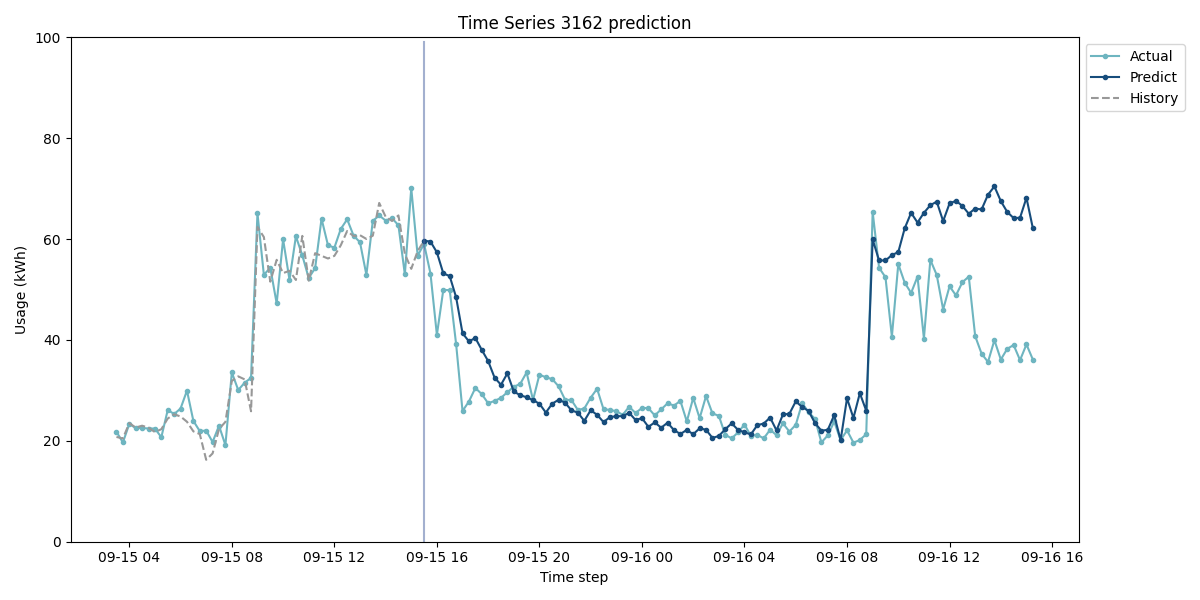 Time Series 3162 prediction
100
80
60
40
20
0
Usage (kWh)
09-15 04
09-15 08
09-15 12
09-15 16
09-15 20
09-16 00
09-16 04
09-16 08
09-16 12
09-16 16
Time step
Actual
Predict
History